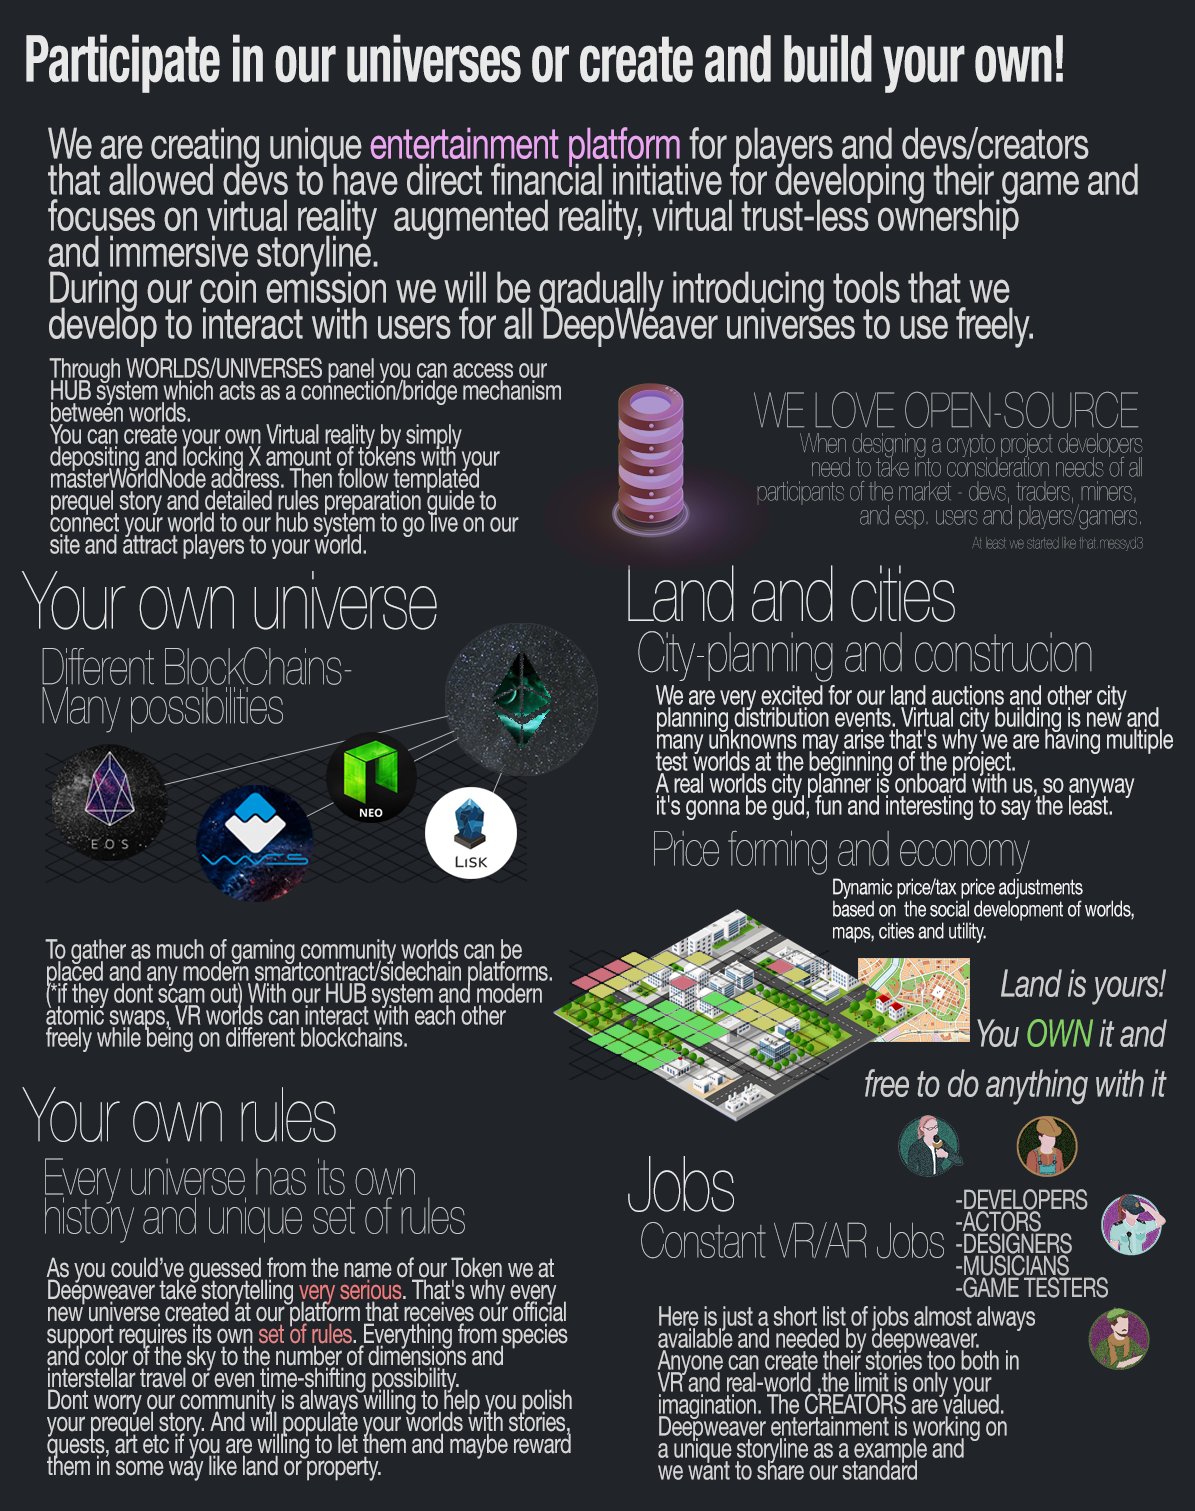 Participate in our universes or create and build your own!
We are creating unique entertainment platform for players and devs/creators
that allowed devs to have direct financial initiative for developing their game and
focuses on virtual reality  augmented reality, virtual trust-less ownership
and immersive storyline.
During our coin emission we will be gradually introducing tools that we
develop to interact with users for all DeepWeaver universes to use freely.
Through WORLDS/UNIVERSES panel you can access our
HUB system which acts as a connection/bridge mechanism
between worlds.
You can create your own Virtual reality by simply
depositing and locking X amount of tokens with your
masterWorldNode address. Then follow templated
prequel story and detailed rules preparation guide to
connect your world to our hub system to go live on our
site and attract players to your world.
WE LOVE OPEN-SOURCE
When designing a crypto project developers
need to take into consideration needs of all
participants of the market - devs, traders, miners,
and esp. users and players/gamers.
At least we started like that.messyd3
Your own universe
Different BlockChains-
Many possibilities
EOS
WAVES
NEO
LISK
To gather as much of gaming community worlds can be
placed and any modern smartcontract/sidechain platforms.
(*if they dont scam out) With our HUB system and modern
atomic swaps, VR worlds can interact with each other
freely while being on different blockchains.
Land and cities
City-planning and construcion
We are very excited for our land auctions and other city
planning distribution events. Virtual city building is new and
many unknowns may arise that's why we are having multiple
test worlds at the beginning of the project.
A real worlds city planner is onboard with us, so anyway
it's gonna be gud, fun and interesting to say the least.
Price forming and economy
Dynamic price/tax price adjustments
based on  the social development of worlds,
maps, cities and utility.
Land is yours!
You OWN it and
free to do anything with it
Your own rules
Every universe has its own
history and unique set of rules
As you could've guessed from the name of our Token we at
Deepweaver take storytelling very serious. That's why every
new universe created at our platform that receives our official
support requires its own set of rules. Everything from species
and color of the sky to the number of dimensions and
interstellar travel or even time-shifting possibility.
Dont worry our community is always willing to help you polish
your prequel story. And will populate your worlds with stories,
quests, art etc if you are willing to let them and maybe reward
them in some way like land or property.
Jobs
Constant VR/AR Jobs
-DEVELOPERS
-ACTORS
-DESIGNERS
-MUSICIANS
-GAME TESTERS
Here is just a short list of jobs almost always
available and needed by deepweaver.
Anyone can create their stories too both in
VR and real-world ,the limit is only your
imagination. The CREATORS are valued.
Deepweaver entertainment is working on
a unique storyline as a example and
we want to share our standard